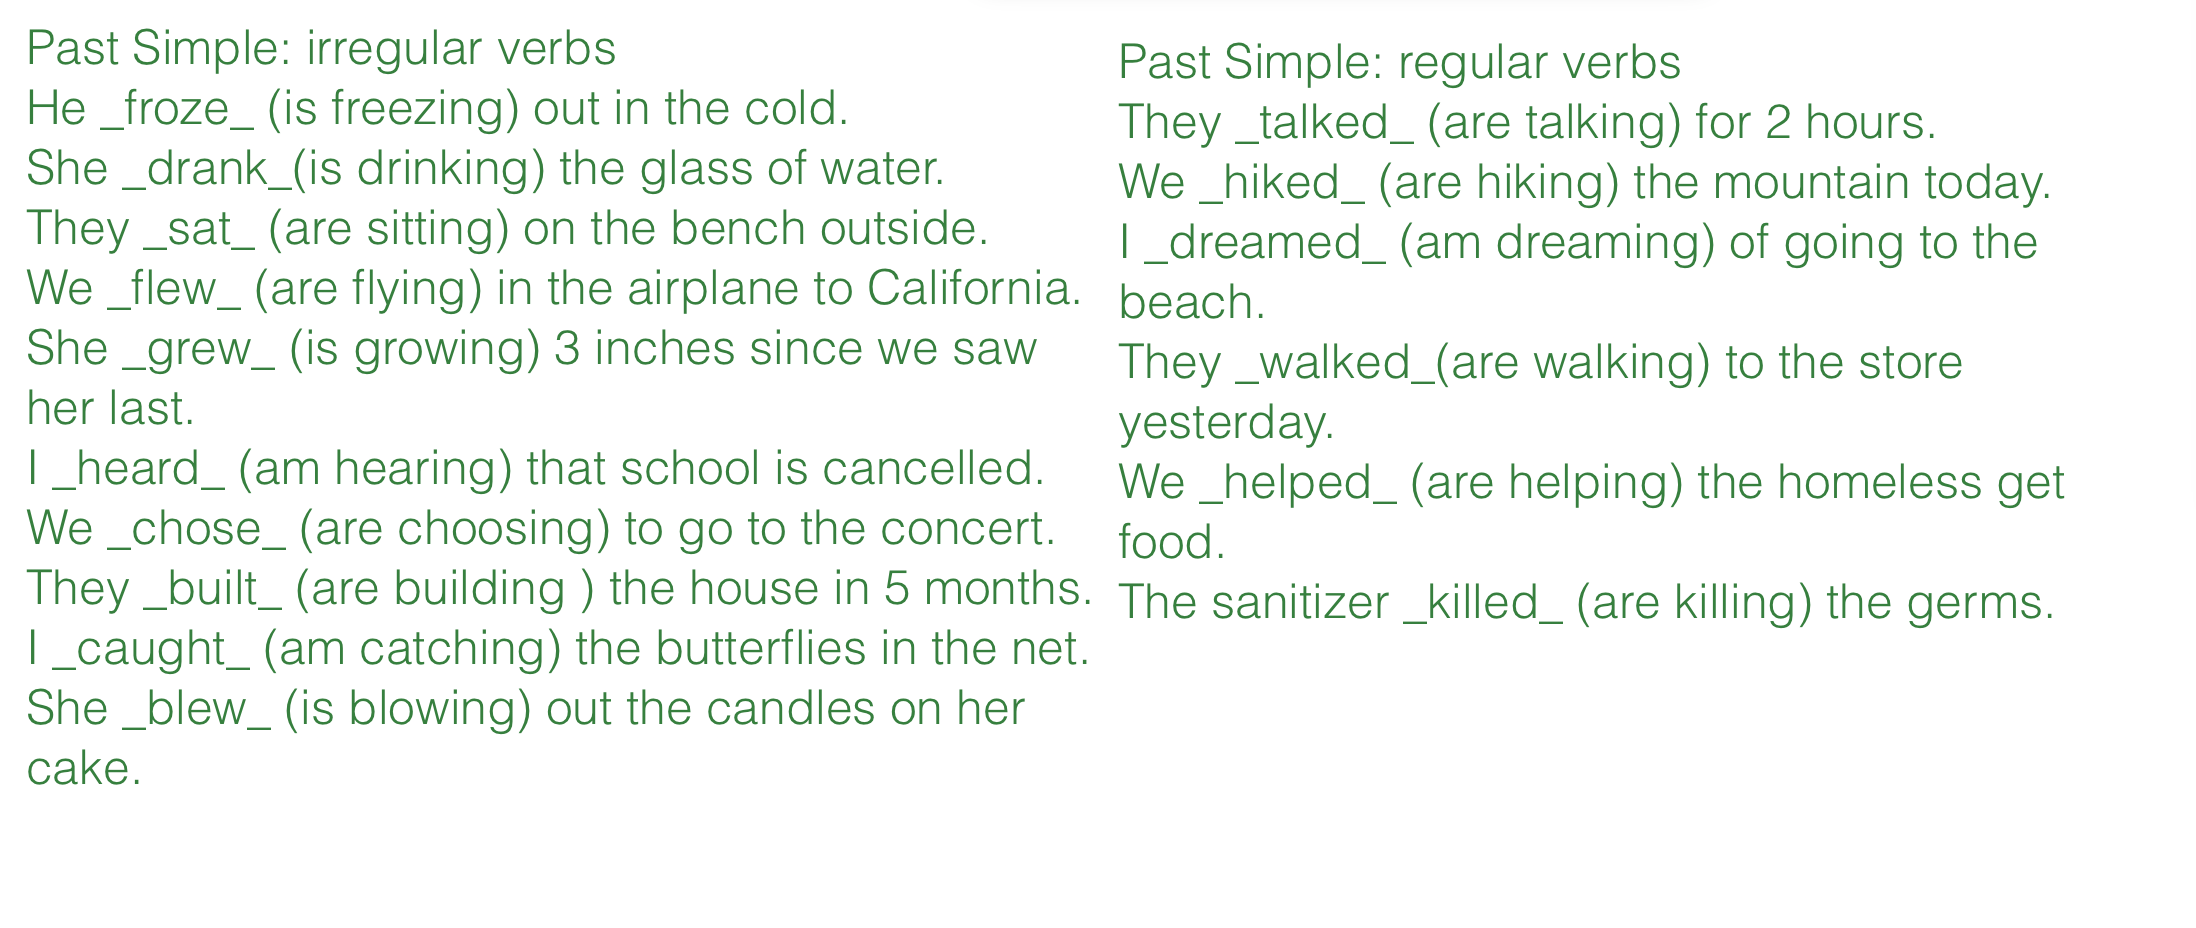 Past Simple: irregular verbs
He _froze_ (is freezing) out in the cold.
She _drank_(is drinking) the glass of water.
They _sat_ (are sitting) on the bench outside.
We _flew_ (are flying) in the airplane to California.
She _grew_ (is growing) 3 inches since we saw
her last.
I _heard_ (am hearing) that school is cancelled.
We _chose_ (are choosing) to go to the concert.
They _built_ (are building ) the house in 5 months.
I _caught_ (am catching) the butterflies in the net.
She _blew_ (is blowing) out the candles on her
cake.
Past Simple: regular verbs
They _talked_ (are talking) for 2 hours.
We _hiked_ (are hiking) the mountain today.
I _dreamed_ (am dreaming) of going to the
beach.
They _walked_(are walking) to the store
yesterday.
We _helped_ (are helping) the homeless get
food.
The sanitizer _killed_ (are killing) the germs.